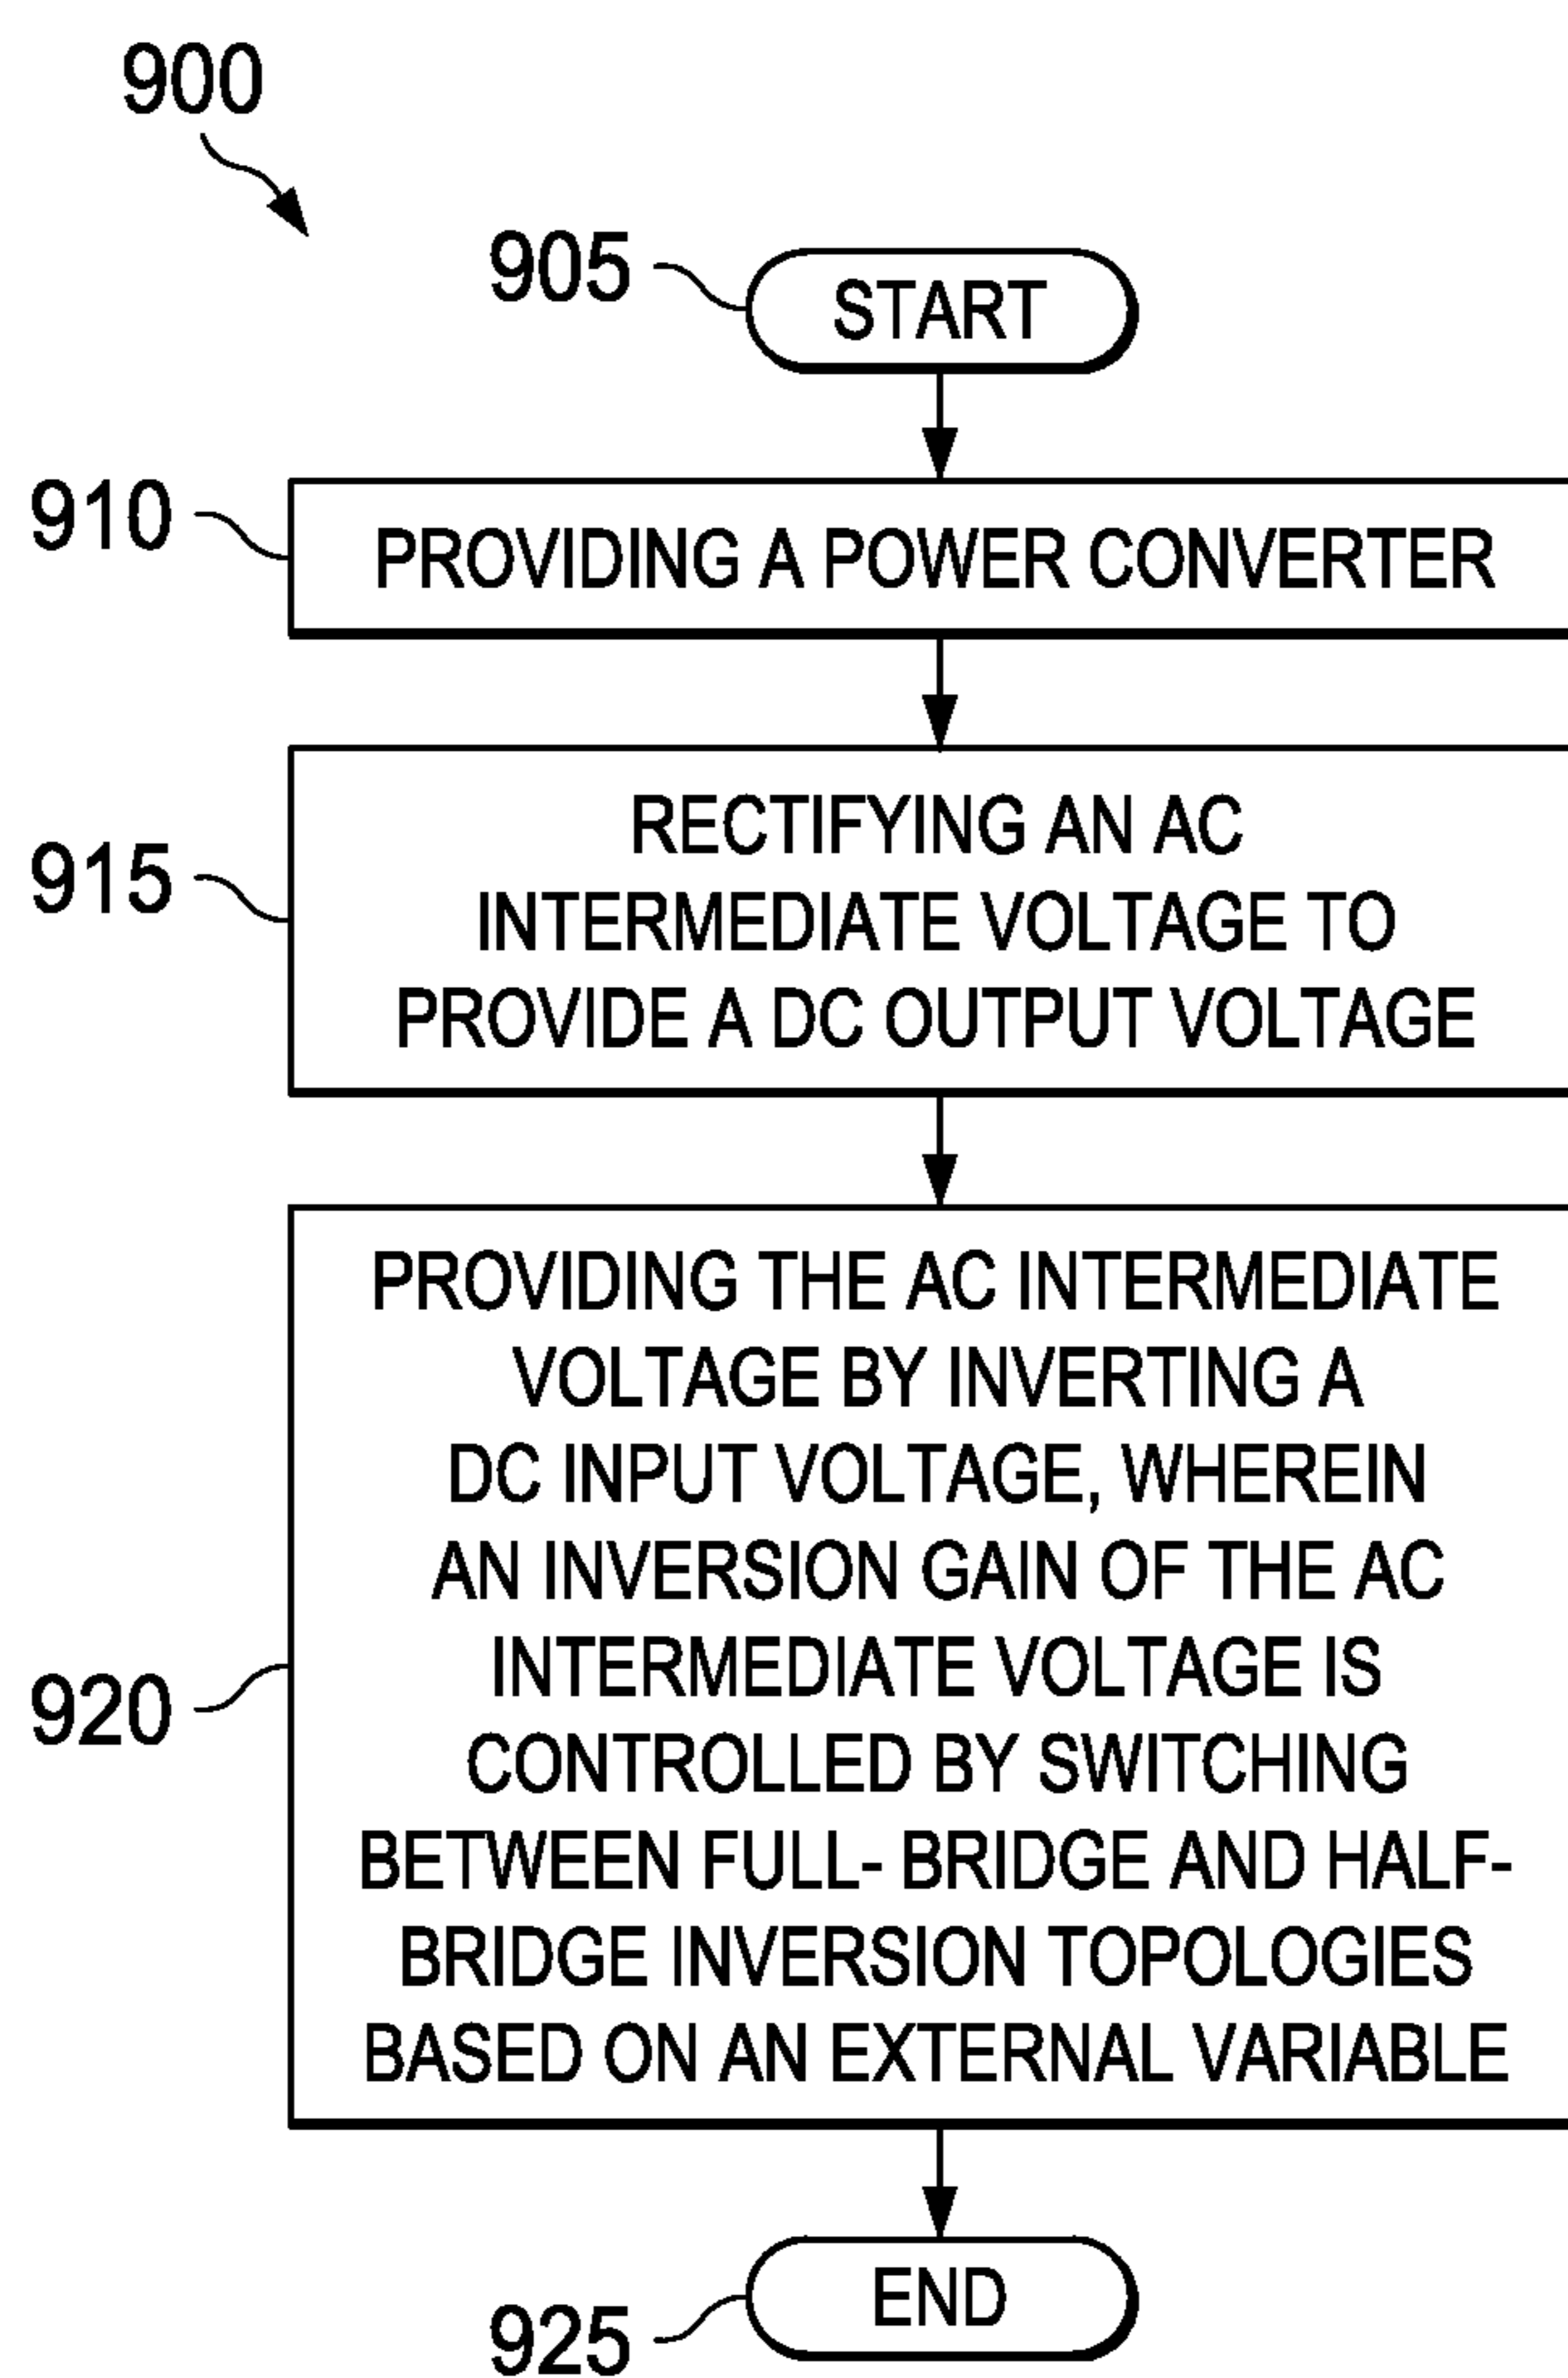 900
905
START
910
PROVIDING A POWER CONVERTER
915
RECTIFYING AN AC
INTERMEDIATE VOLTAGE TO
PROVIDE A DC OUTPUT VOLTAGE
920
PROVIDING THE AC INTERMEDIATE
VOLTAGE BY INVERTING A
DC INPUT VOLTAGE, WHEREIN
AN INVERSION GAIN OF THE AC
INTERMEDIATE VOLTAGE IS
CONTROLLED BY SWITCHING
BETWEEN FULL- BRIDGE AND HALF-
BRIDGE INVERSION TOPOLOGIES
BASED ON AN EXTERNAL VARIABLE
END
925